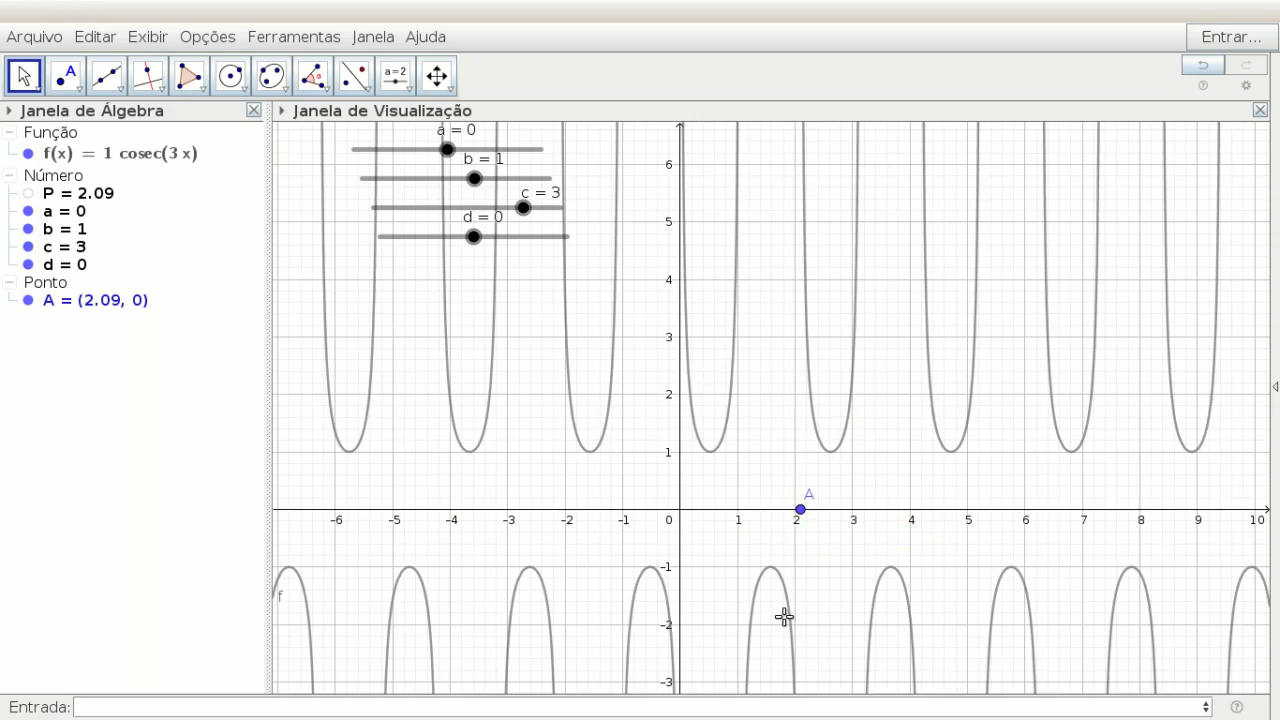 Arquivo Editar Exibir Opções Ferramentas Janela Ajuda Entrar...
A a=2
Janela de Álgebra
Janela de Visualização
Função
f(x) = 1 cosec(3 x)
Número
P = 2.09
a = 0
b = 1
c = 3
d = 0
Ponto
A = (2.09, 0)
a = 0
b = 1
c = 3
d = 0
6
5
4
3
2
1
A
-6 -5 -4 -3 -2 -1 0 1 2 3 4 5 6 7 8 9 10
-1
f
-2
-3
Entrada: